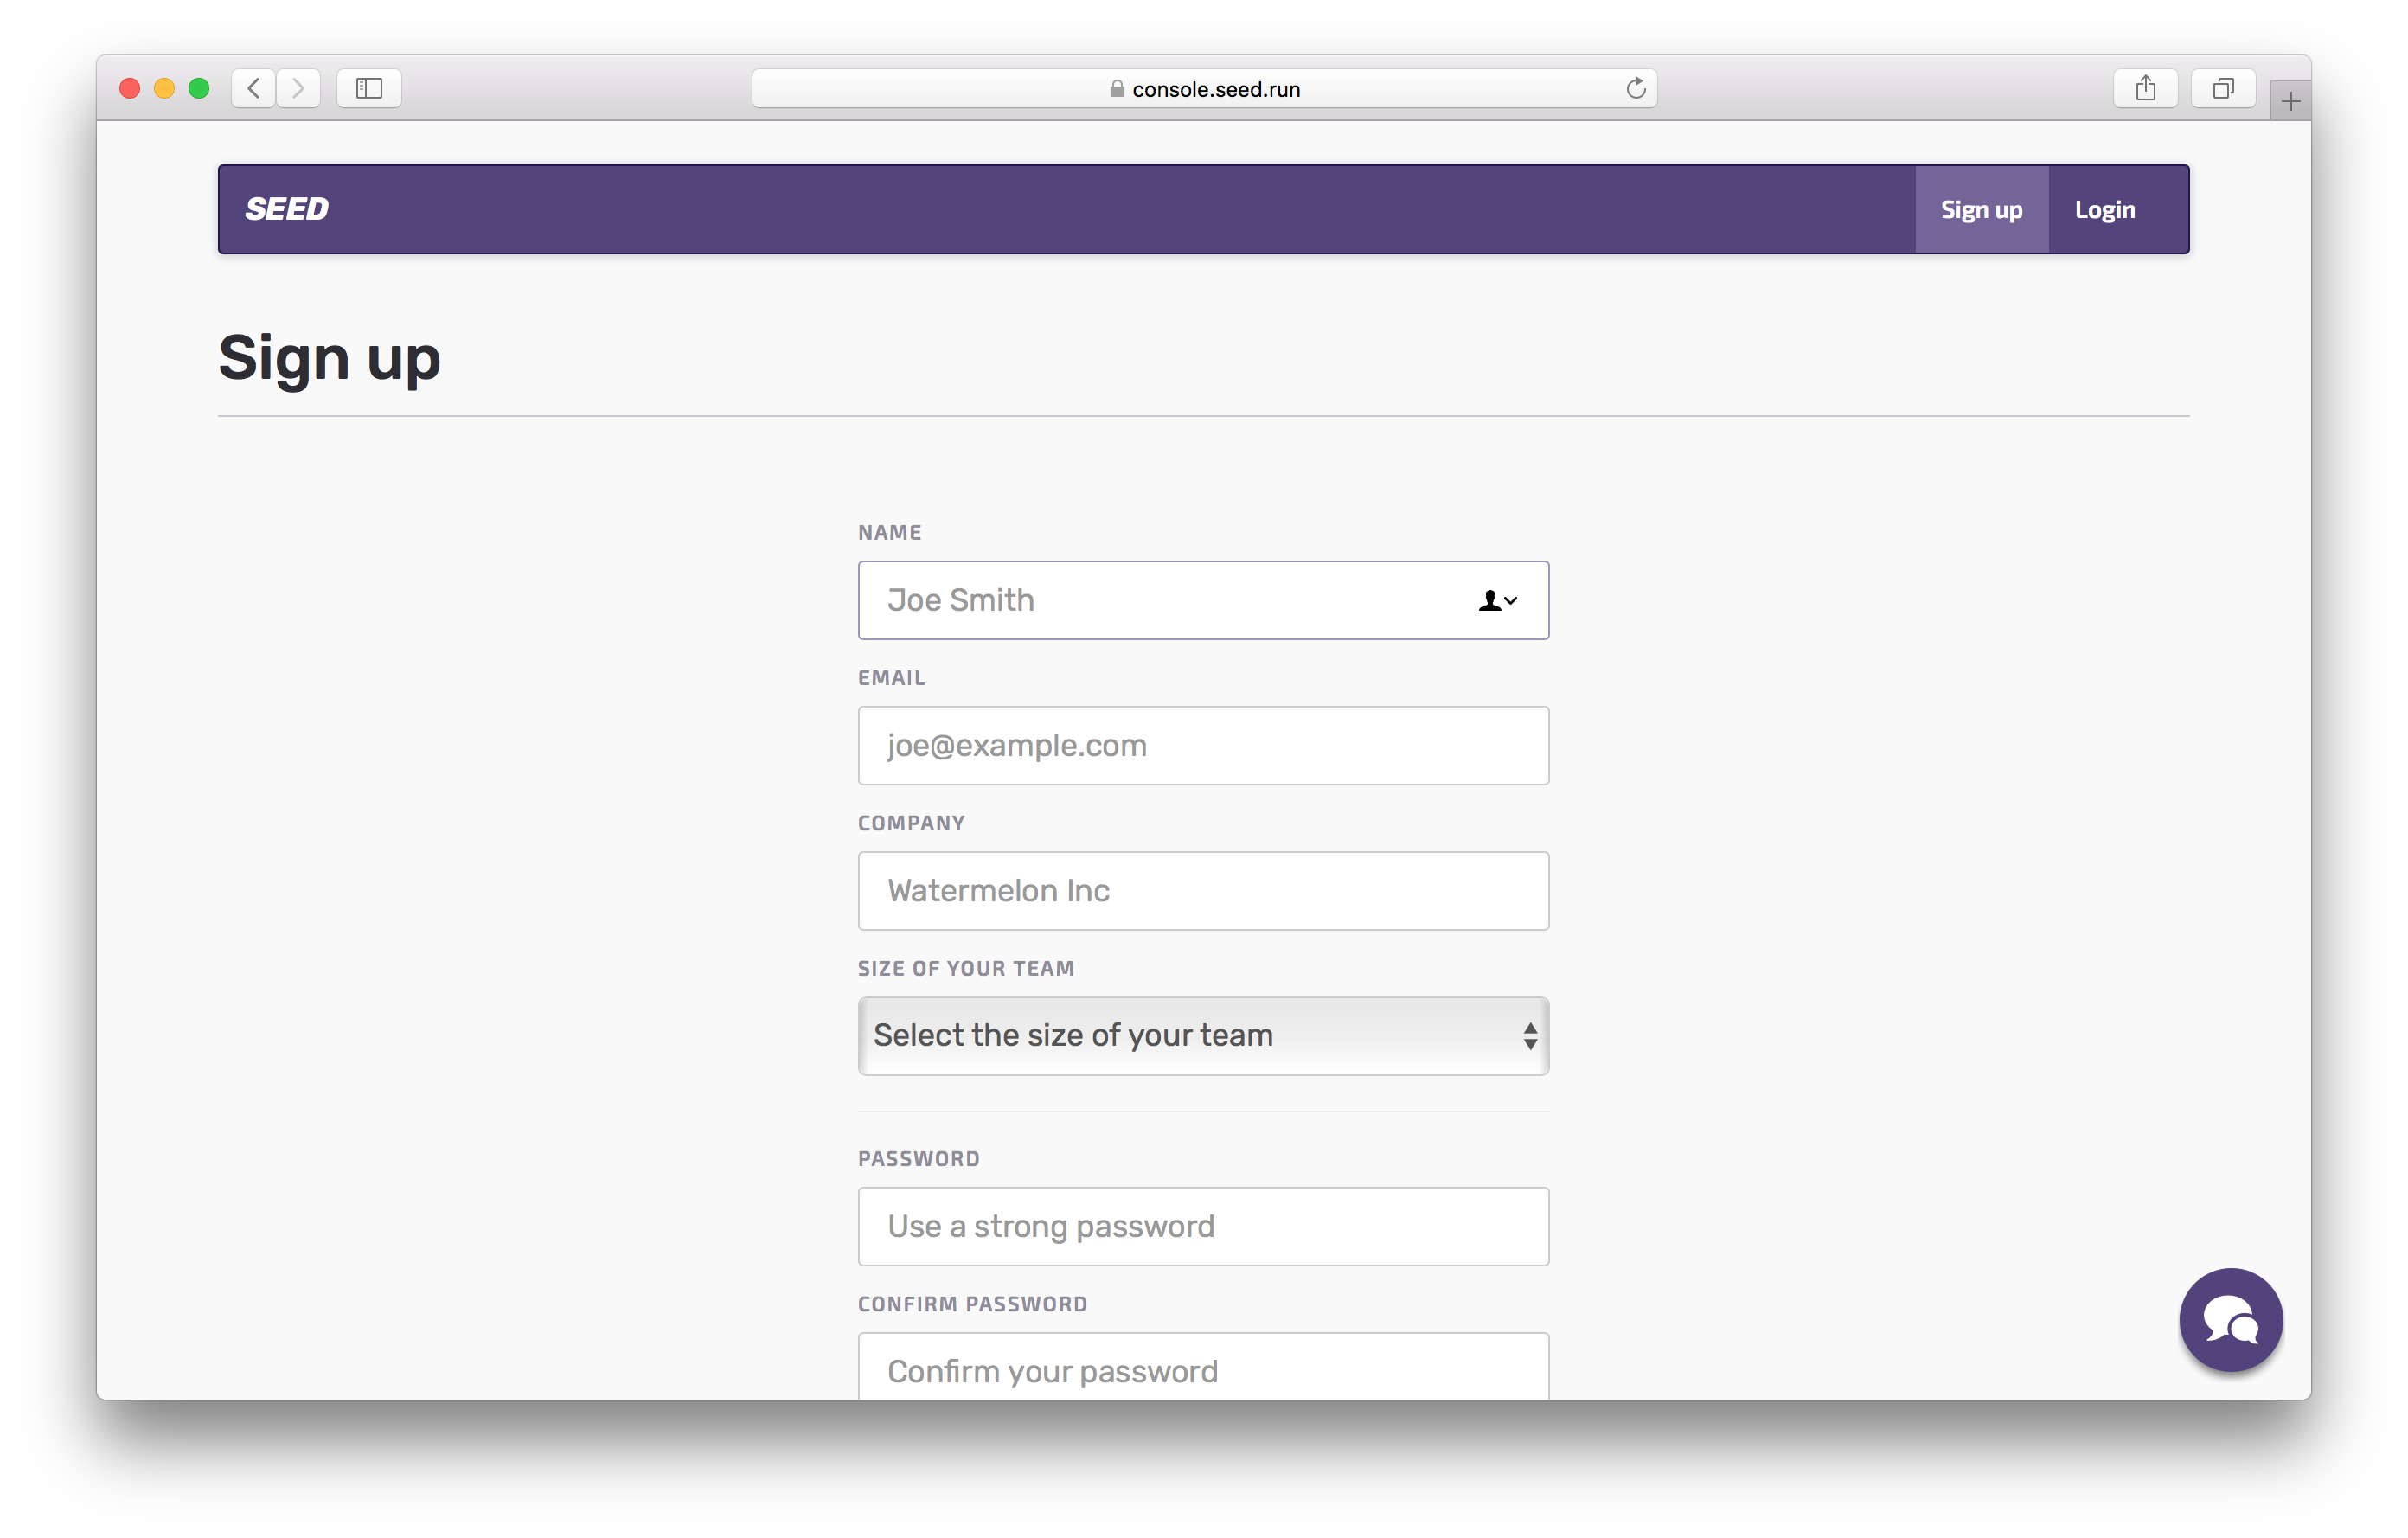 console.seed.run
SEED
Sign up
Login
Sign up
NAME
Joe Smith
EMAIL
joe@example.com
COMPANY
Watermelon Inc
SIZE OF YOUR TEAM
Select the size of your team
PASSWORD
Use a strong password
CONFIRM PASSWORD
Confirm your password